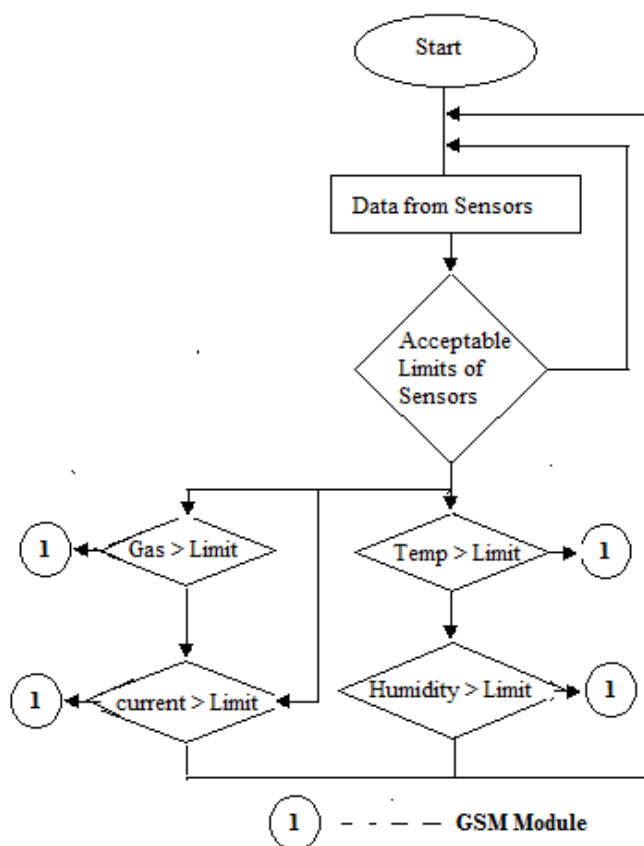 Start
Data from Sensors
Acceptable
Limits of
Sensors
1
Gas > Limit
Temp > Limit
1
1
current > Limit
Humidity > Limit
1
1
GSM Module